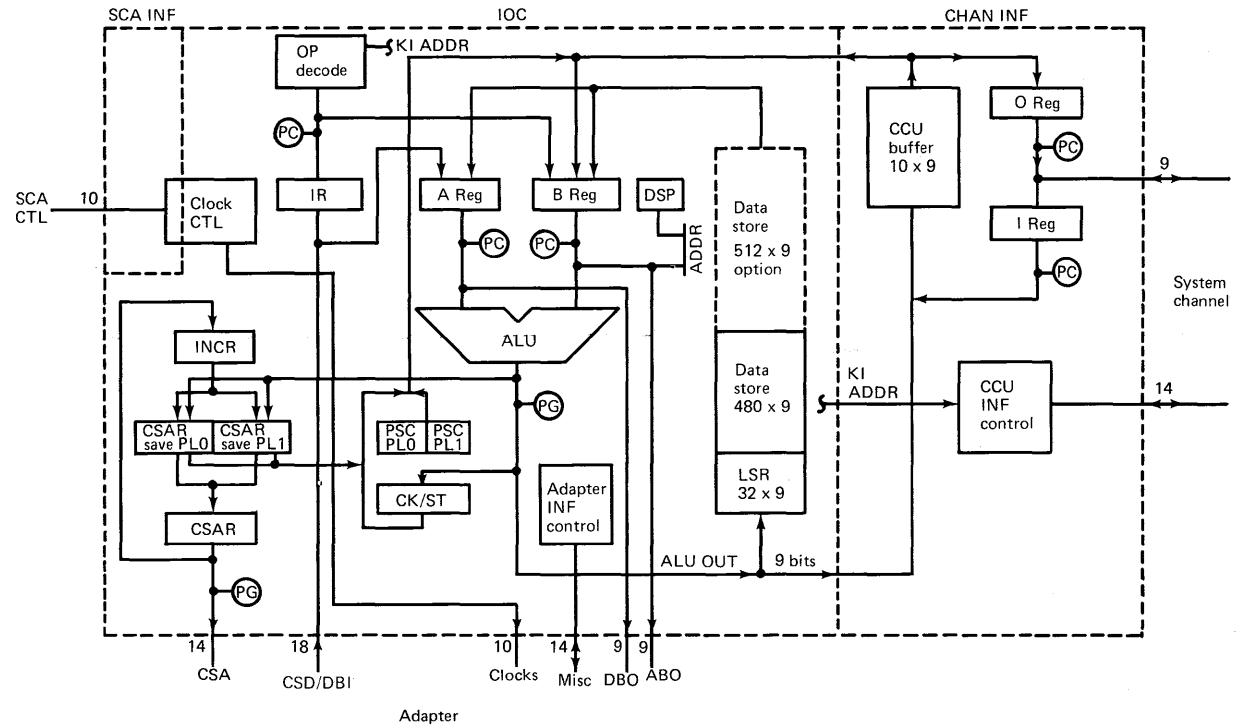 SCA INF
IOC
CHAN INF
OP
decode
KI ADDR
O Reg
PC
PC
CCU
buffer
10 x 9
9
SCA
CTL
10
Clock
CTL
IR
A Reg
B Reg
DSP
ADDR
Data
store
512 x 9
option
I Reg
PC
PC
PC
System
channel
INCR
ALU
Data
store
480 x 9
KI
ADDR
CCU
INF
control
14
PG
CSAR
save PL0
CSAR
save PL1
PSC
PL0
PSC
PL1
LSR
32 x 9
CK/ST
Adapter
INF
control
CSAR
ALU OUT
9 bits
PG
14
CSA
18
CSD/DBI
10
Clocks
14
Misc
9
DBO
9
ABO
Adapter